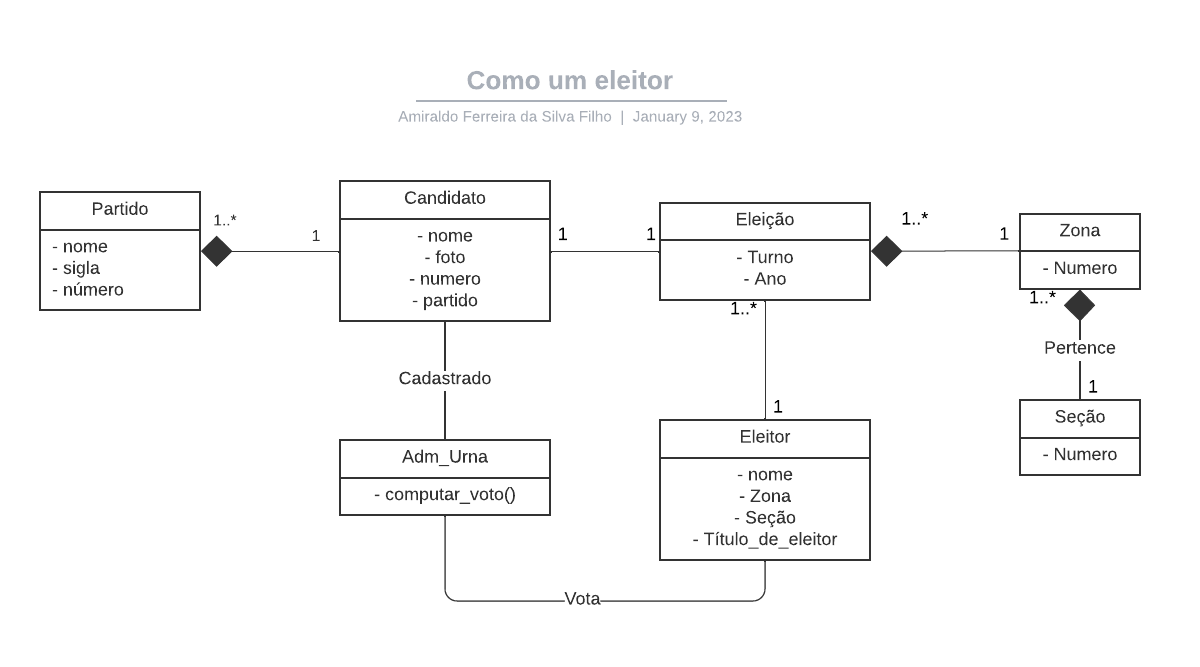 Como um eleitor
Amiraldo Ferreira da Silva Filho | January 9, 2023
Partido
- nome
- sigla
- número
1..*
1
Candidato
- nome
- foto
- numero
- partido
1
1
Eleição
- Turno
- Ano
1..*
1
Zona
- Numero
1..*
Pertence
1
Seção
- Numero
1..*
1
Cadastrado
Adm_Urna
- computar_voto()
Eleitor
- nome
- Zona
- Seção
- Título_de_eleitor
Vota